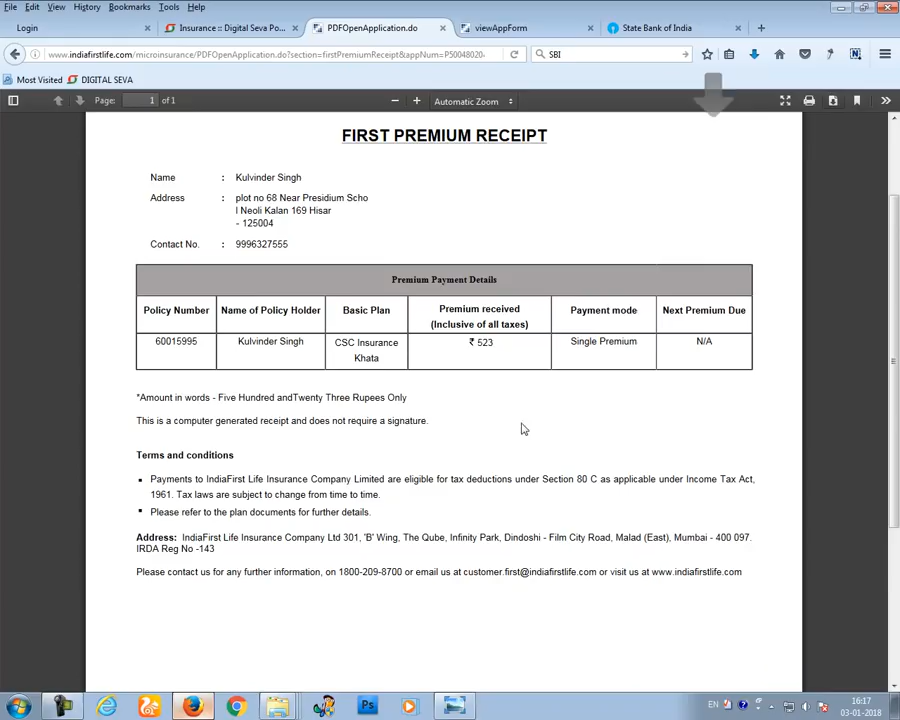 File Edit View History Bookmarks Tools Help
Login Insurance :: Digital Seva Po... PDFOpenApplication.do viewAppForm State Bank of India
www.indiafirstlife.com/microinsurance/PDFOpenApplication.do?section=firstPremiumReceipt&appNum=P50048020- SBI
Most Visited DIGITAL SEVA
Page: 1 of 1 Automatic Zoom
FIRST PREMIUM RECEIPT
Name : Kulvinder Singh
Address : plot no 68 Near Presidium Scho
l Neoli Kalan 169 Hisar
- 125004
Contact No. : 9996327555
Premium Payment Details
Policy Number Name of Policy Holder Basic Plan Premium received (Inclusive of all taxes) Payment mode Next Premium Due
60015995 Kulvinder Singh CSC Insurance Khata ₹ 523 Single Premium N/A
*Amount in words - Five Hundred andTwenty Three Rupees Only
This is a computer generated receipt and does not require a signature.
Terms and conditions
Payments to IndiaFirst Life Insurance Company Limited are eligible for tax deductions under Section 80 C as applicable under Income Tax Act,
1961. Tax laws are subject to change from time to time.
Please refer to the plan documents for further details.
Address: IndiaFirst Life Insurance Company Ltd 301, 'B' Wing, The Qube, Infinity Park, Dindoshi - Film City Road, Malad (East), Mumbai - 400 097.
IRDA Reg No -143
Please contact us for any further information, on 1800-209-8700 or email us at customer.first@indiafirstlife.com or visit us at www.indiafirstlife.com
Ps EN 16:17
03-01-2018